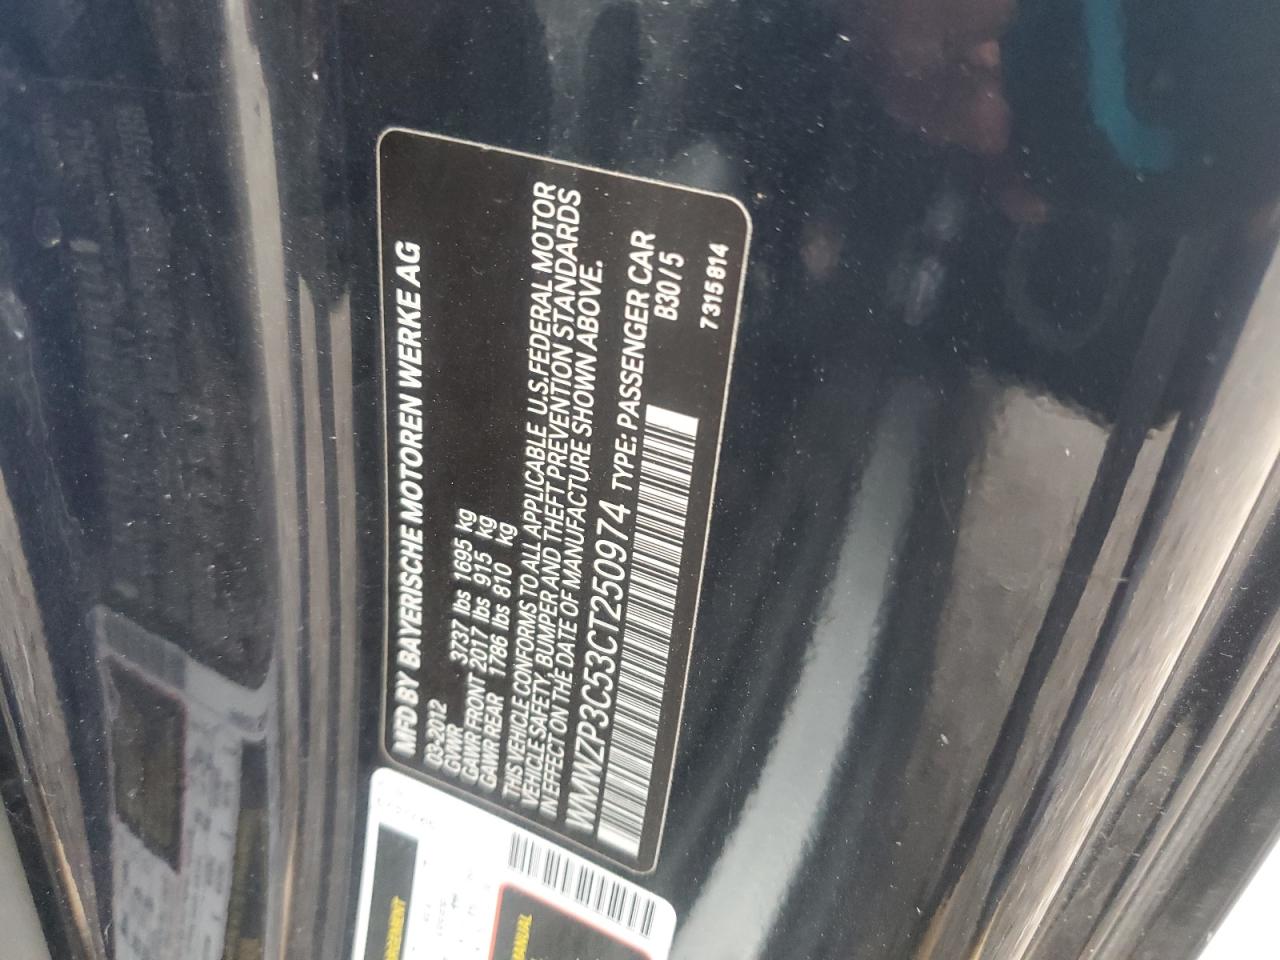 MFD BY BAYERISCHE MOTOREN WERKE AG
03-2012
GVWR 3737 lbs 1695 kg
GAWR FRONT 2017 lbs 915 kg
GAWR REAR 1786 lbs 810 kg
THIS VEHICLE CONFORMS TO ALL APPLICABLE U.S.FEDERAL MOTOR
VEHICLE SAFETY, BUMPER AND THEFT PREVENTION STANDARDS
IN EFFECT ON THE DATE OF MANUFACTURE SHOWN ABOVE.
WMWZP3C53CT250974 TYPE: PASSENGER CAR
B30/5
7315814
MANUAL